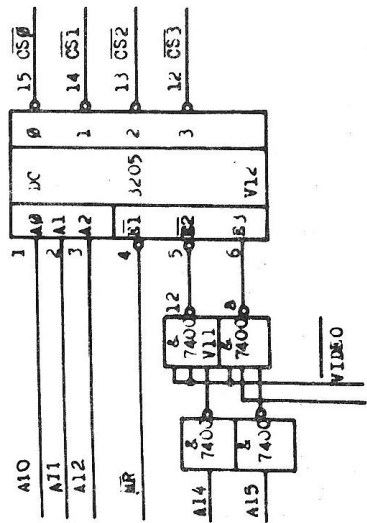 15 CSØ
14 CS1
13 CS2
12 CS3
Ø
1
2
3
DC
3205
V12
AØ
A1
A2
E1
E2
E3
1
2
3
4
5
6
12
8
&
7400
V11
&
7400
VIDEO
&
7400
&
7400
A10
A11
A12
MR
A14
A15